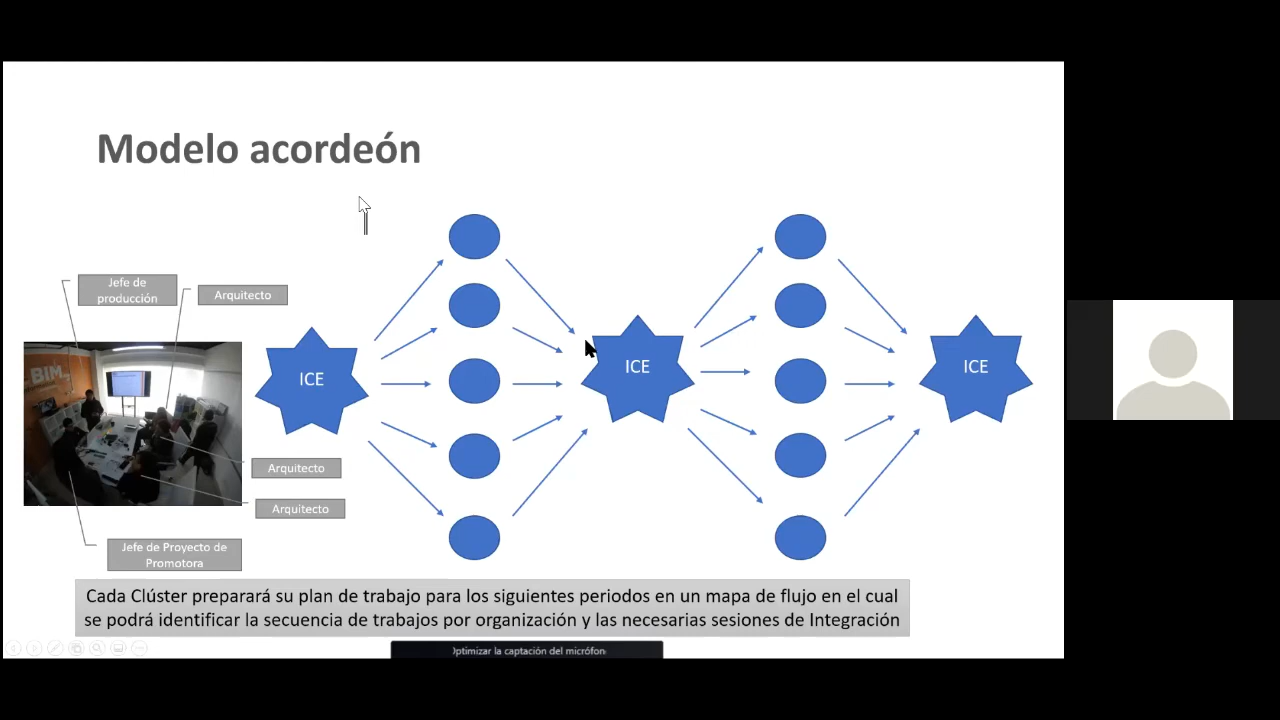 Modelo acordeón
Jefe de
producción
Arquitecto
BIM
ICE
ICE
ICE
Arquitecto
Arquitecto
Jefe de Proyecto de
Promotora
Cada Clúster preparará su plan de trabajo para los siguientes periodos en un mapa de flujo en el cual
se podrá identificar la secuencia de trabajos por organización y las necesarias sesiones de Integración
Optimizar la captación del micrófon